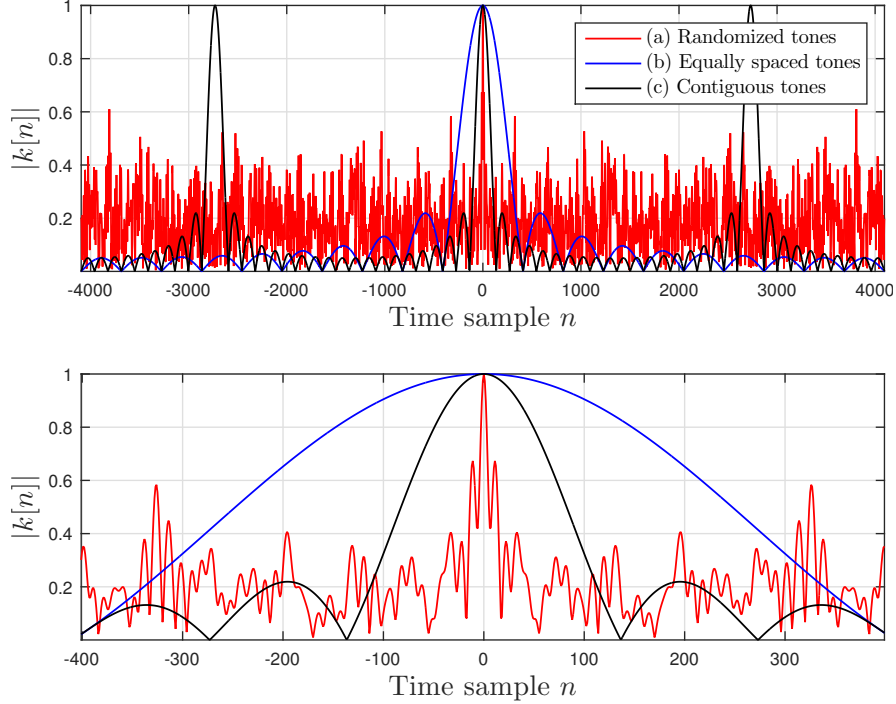 |k[n]|
1
0.8
0.6
0.4
0.2
(a) Randomized tones
(b) Equally spaced tones
(c) Contiguous tones
-4000 -3000 -2000 -1000 0 1000 2000 3000 4000
Time sample n
|k[n]|
1
0.8
0.6
0.4
0.2
-400 -300 -200 -100 0 100 200 300
Time sample n